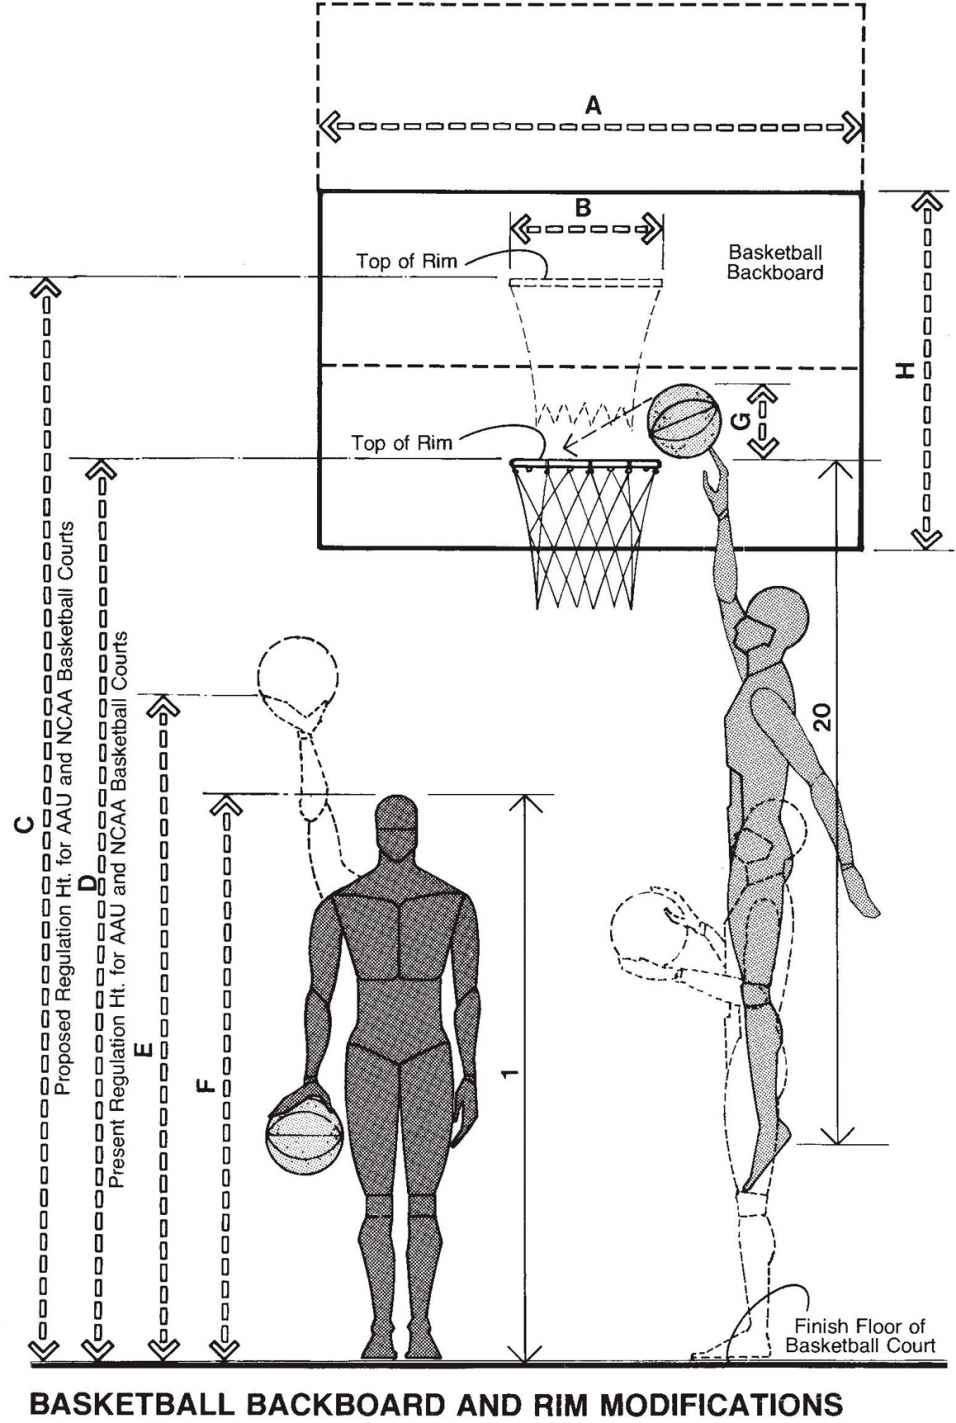 A
B
Top of Rim
Basketball
Backboard
H
G
Top of Rim
C
Proposed Regulation Ht. for AAU and NCAA Basketball Courts
D
Present Regulation Ht. for AAU and NCAA Basketball Courts
E
F
1
20
Finish Floor of
Basketball Court
BASKETBALL BACKBOARD AND RIM MODIFICATIONS